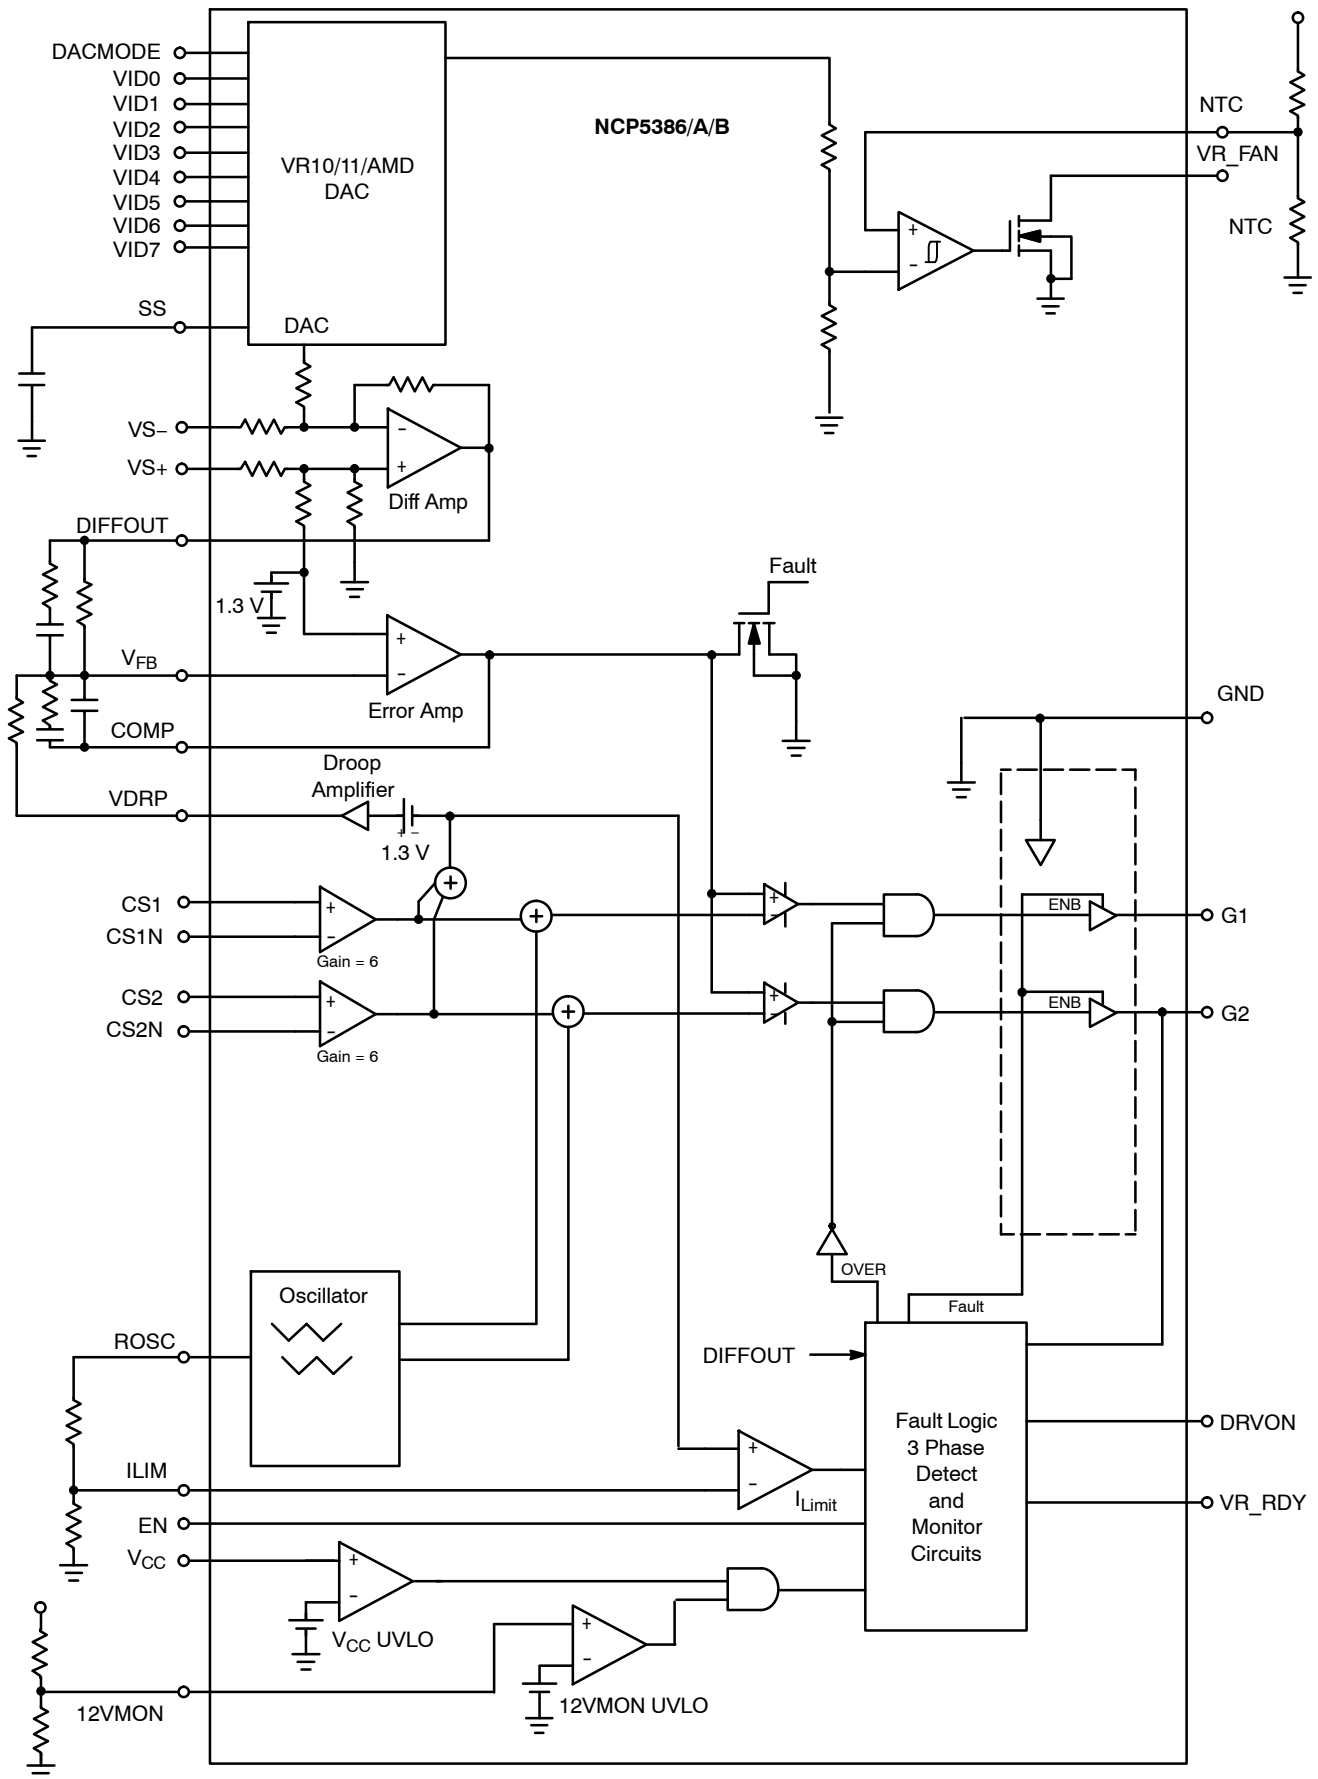 DACMODE
VID0
VID1
VID2
VID3
VID4
VID5
VID6
VID7
VR10/11/AMD
DAC
NCP5386/A/B
NTC
VR_FAN
NTC
+
−
SS
DAC
VS−
VS+
−
+
Diff Amp
DIFFOUT
1.3 V
Fault
VFB
+
−
Error Amp
COMP
GND
Droop
Amplifier
VDRP
+ −
1.3 V
+
CS1
CS1N
+
−
Gain = 6
+
+
−
ENB
G1
CS2
CS2N
+
−
Gain = 6
+
+
−
ENB
G2
OVER
Fault
Oscillator
ROSC
DIFFOUT
Fault Logic
3 Phase
Detect
and
Monitor
Circuits
DRVON
VR_RDY
ILIM
+
−
ILimit
EN
VCC
+
−
VCC UVLO
+
−
12VMON UVLO
12VMON